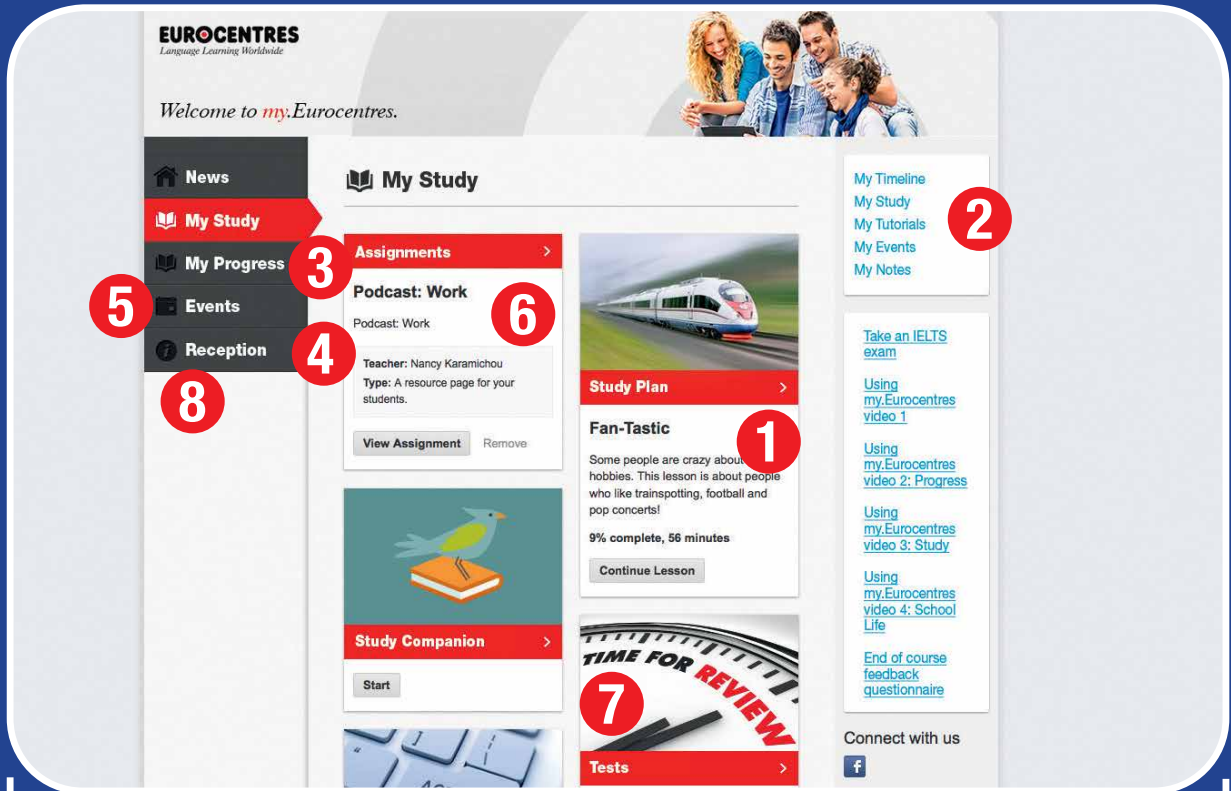 EUROCENTRES
Language Learning Worldwide
Welcome to my.Eurocentres.
News
My Study
My Progress
Events
Reception
3
5
4
8
My Study
Assignments
Podcast: Work
6
Podcast: Work
Teacher: Nancy Karamichou
Type: A resource page for your
students.
View Assignment Remove
Study Companion
Start
Study Plan
Fan-Tastic
1
Some people are crazy about
hobbies. This lesson is about people
who like trainspotting, football and
pop concerts!
9% complete, 56 minutes
Continue Lesson
TIME FOR REVIEW
7
Tests
My Timeline
My Study
My Tutorials
My Events
My Notes
2
Take an IELTS
exam
Using
my.Eurocentres
video 1
Using
my.Eurocentres
video 2: Progress
Using
my.Eurocentres
video 3: Study
Using
my.Eurocentres
video 4: School
Life
End of course
feedback
questionnaire
Connect with us
f